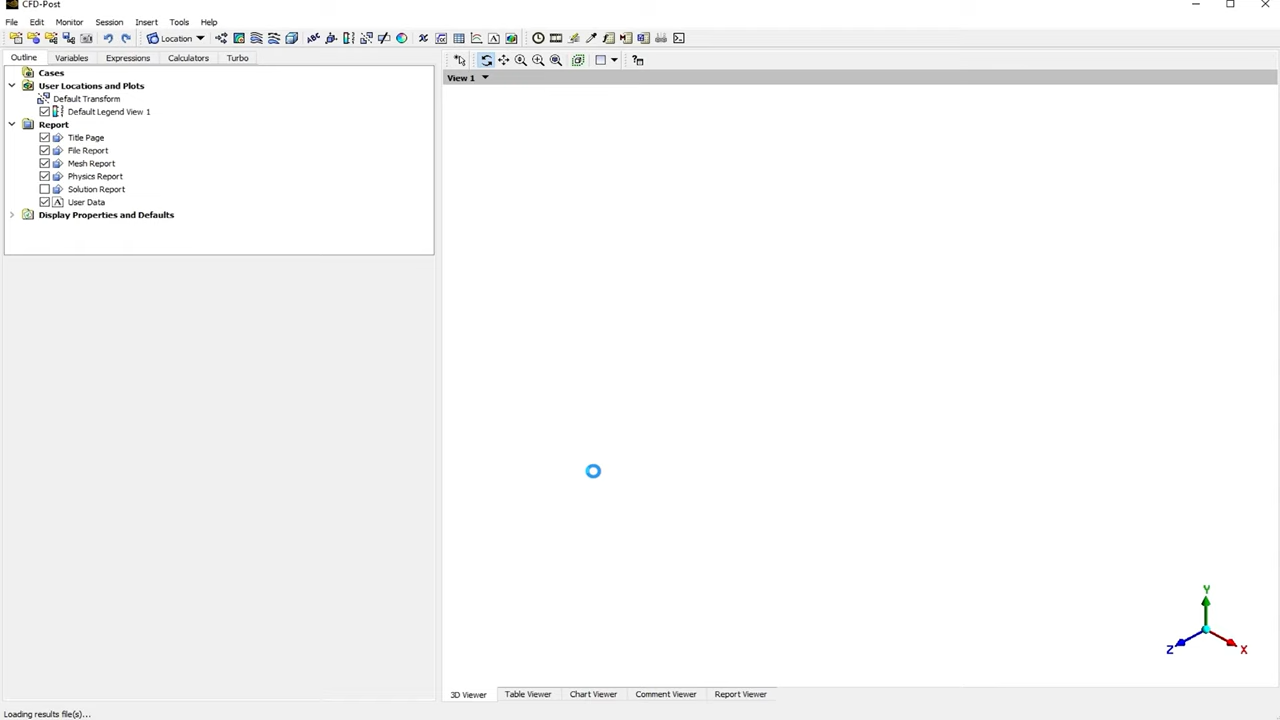 CFD-Post
File Edit Monitor Session Insert Tools Help
Location
Outline Variables Expressions Calculators Turbo
Cases
User Locations and Plots
Default Transform
Default Legend View 1
Report
Title Page
File Report
Mesh Report
Physics Report
Solution Report
A User Data
Display Properties and Defaults
View 1
Y
Z X
3D Viewer Table Viewer Chart Viewer Comment Viewer Report Viewer
Loading results file(s)...